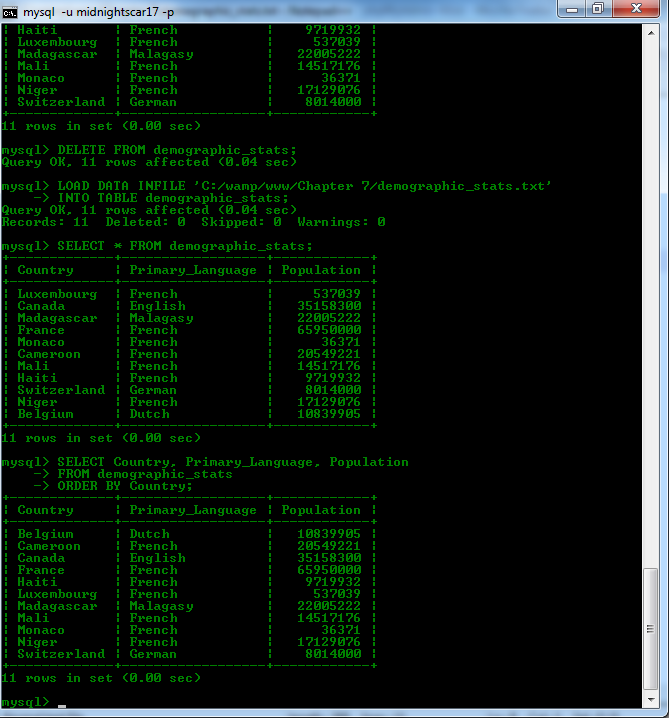 mysql -u midnightscar17 -p
| Haiti | French | 9719932 |
| Luxembourg | French | 537039 |
| Madagascar | Malagasy | 22005222 |
| Mali | French | 14517176 |
| Monaco | French | 36371 |
| Niger | French | 17129076 |
| Switzerland | German | 8014000 |
+-------------+------------------+------------+
11 rows in set (0.00 sec)
mysql> DELETE FROM demographic_stats;
Query OK, 11 rows affected (0.04 sec)
mysql> LOAD DATA INFILE 'C:/wamp/www/Chapter 7/demographic_stats.txt'
-> INTO TABLE demographic_stats;
Query OK, 11 rows affected (0.04 sec)
Records: 11 Deleted: 0 Skipped: 0 Warnings: 0
mysql> SELECT * FROM demographic_stats;
+-------------+------------------+------------+
| Country | Primary_Language | Population |
+-------------+------------------+------------+
| Luxembourg | French | 537039 |
| Canada | English | 35158300 |
| Madagascar | Malagasy | 22005222 |
| France | French | 65950000 |
| Monaco | French | 36371 |
| Cameroon | French | 20549221 |
| Mali | French | 14517176 |
| Haiti | French | 9719932 |
| Switzerland | German | 8014000 |
| Niger | French | 17129076 |
| Belgium | Dutch | 10839905 |
+-------------+------------------+------------+
11 rows in set (0.00 sec)
mysql> SELECT Country, Primary_Language, Population
-> FROM demographic_stats
-> ORDER BY Country;
+-------------+------------------+------------+
| Country | Primary_Language | Population |
+-------------+------------------+------------+
| Belgium | Dutch | 10839905 |
| Cameroon | French | 20549221 |
| Canada | English | 35158300 |
| France | French | 65950000 |
| Haiti | French | 9719932 |
| Luxembourg | French | 537039 |
| Madagascar | Malagasy | 22005222 |
| Mali | French | 14517176 |
| Monaco | French | 36371 |
| Niger | French | 17129076 |
| Switzerland | German | 8014000 |
+-------------+------------------+------------+
11 rows in set (0.00 sec)
mysql> _